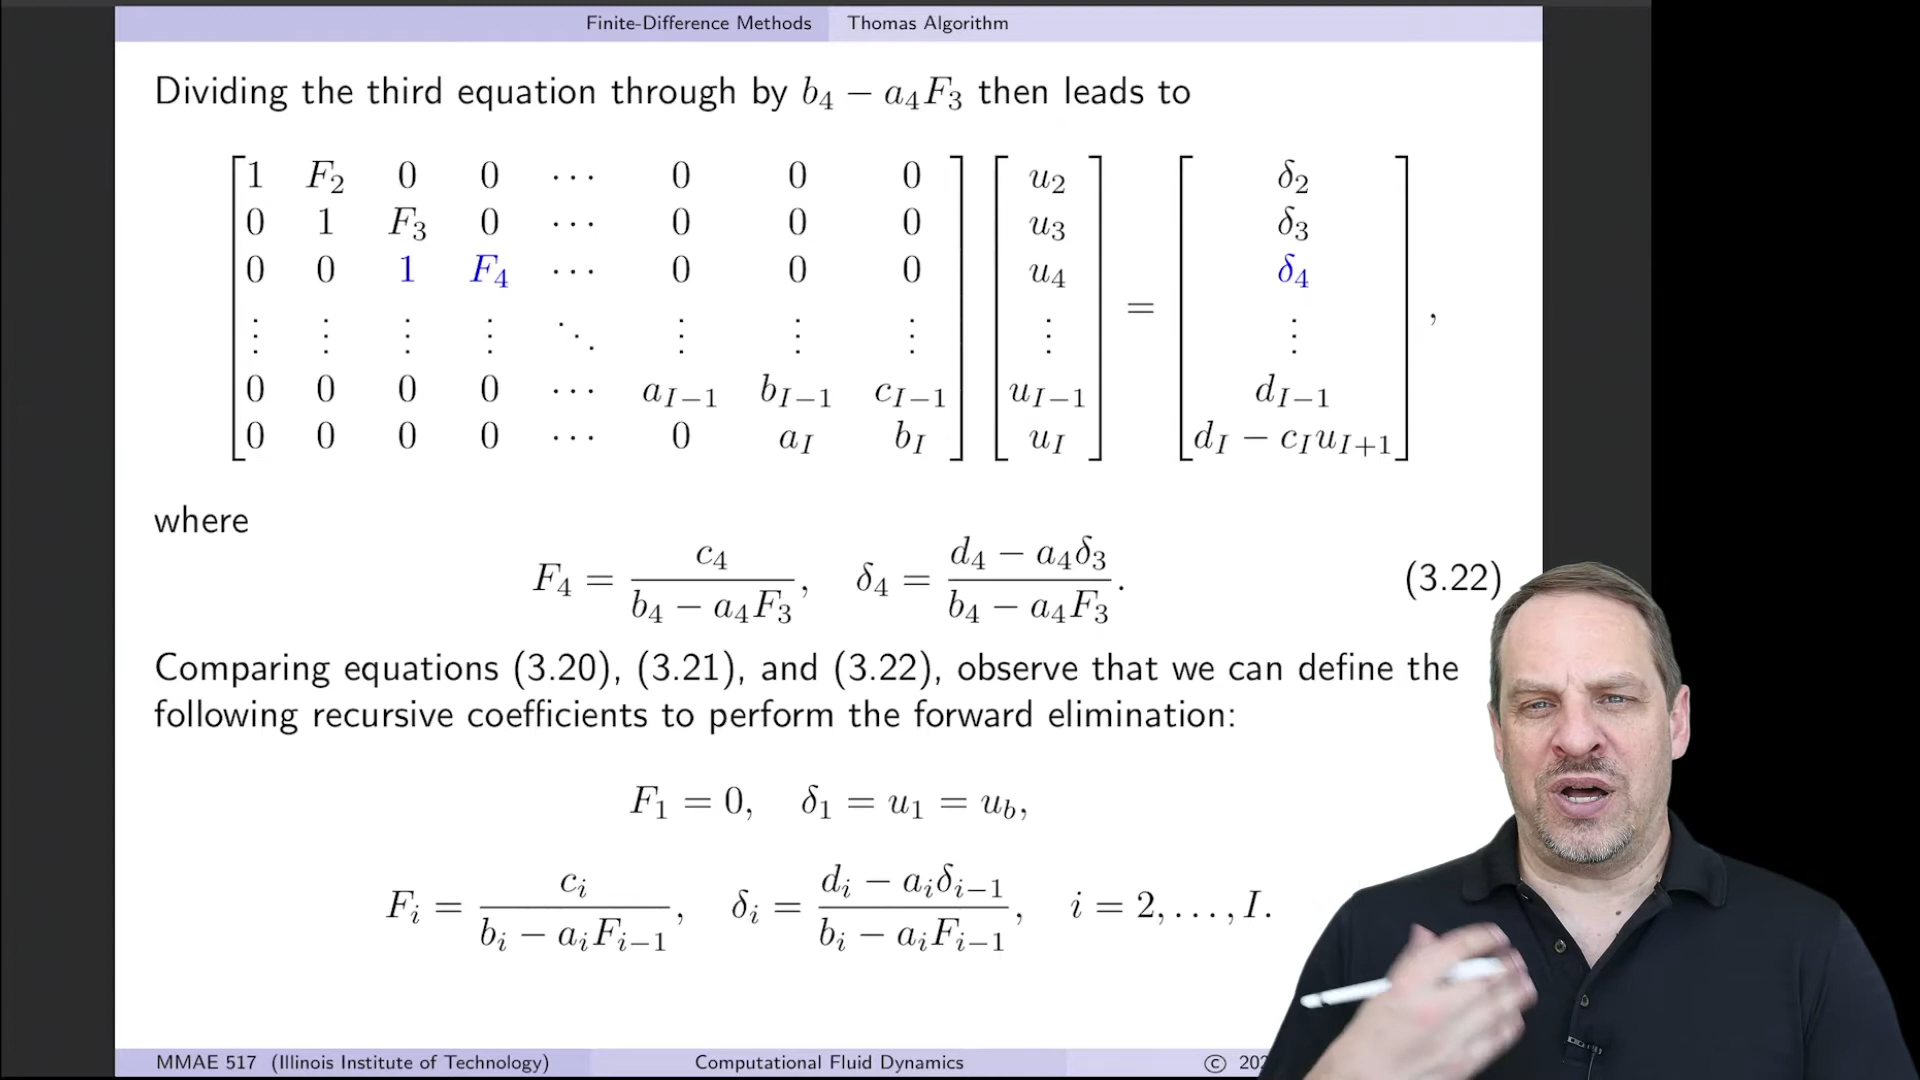 Finite-Difference Methods Thomas Algorithm
Dividing the third equation through by b₄ − a₄F₃ then leads to
[1 F₂ 0 0 ⋯ 0 0 0] [u₂] [δ₂]
[0 1 F₃ 0 ⋯ 0 0 0] [u₃] [δ₃]
[0 0 1 F₄ ⋯ 0 0 0] [u₄] [δ₄]
[⋮ ⋮ ⋮ ⋮ ⋱ ⋮ ⋮ ⋮] [⋮] = [⋮] ,
[0 0 0 0 ⋯ a_{I−1} b_{I−1} c_{I−1}] [u_{I−1}] [d_{I−1}]
[0 0 0 0 ⋯ 0 a_I b_I] [u_I] [d_I − c_I u_{I+1}]
where
F₄ = c₄ / (b₄ − a₄F₃), δ₄ = (d₄ − a₄δ₃) / (b₄ − a₄F₃). (3.22)
Comparing equations (3.20), (3.21), and (3.22), observe that we can define the
following recursive coefficients to perform the forward elimination:
F₁ = 0, δ₁ = u₁ = u_b,
F_i = c_i / (b_i − a_i F_{i−1}), δ_i = (d_i − a_i δ_{i−1}) / (b_i − a_i F_{i−1}), i = 2, . . . , I.
MMAE 517 (Illinois Institute of Technology) Computational Fluid Dynamics ©